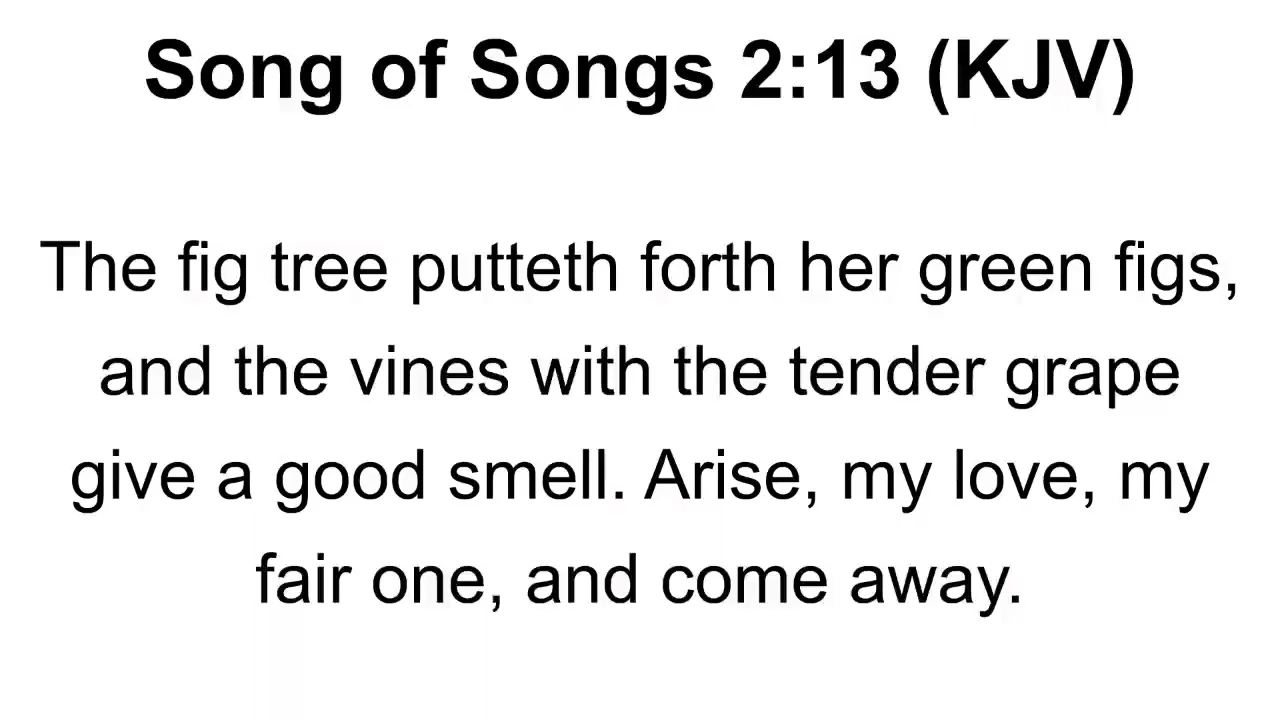 Song of Songs 2:13 (KJV)
The fig tree putteth forth her green figs,
and the vines with the tender grape
give a good smell. Arise, my love, my
fair one, and come away.